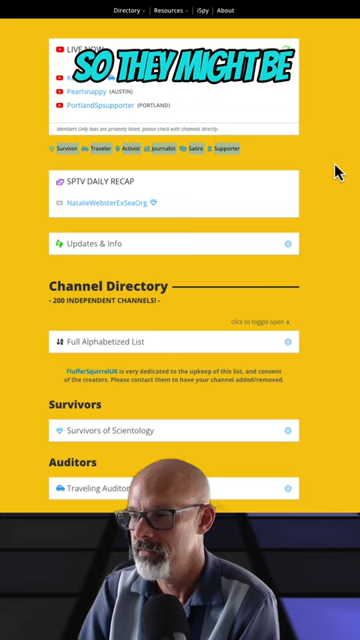 Directory Resources iSpy About
LIVE NOW
SO THEY MIGHT BE
Pearlsnappy (AUSTIN)
PortlandSpsupporter (PORTLAND)
Members Only lives are privately listed, please check with channels directly.
Survivor Traveler Activist Journalist Satire Supporter
SPTV DAILY RECAP
NatalieWebsterExSeaOrg
Updates & Info
Channel Directory
- 200 INDEPENDENT CHANNELS! -
click to toggle open ↓
Full Alphabetized List
FlufferSquirrelUK is very dedicated to the upkeep of this list, and consent
of the creators. Please contact them to have your channel added/removed.
Survivors
Survivors of Scientology
Auditors
Traveling Auditor